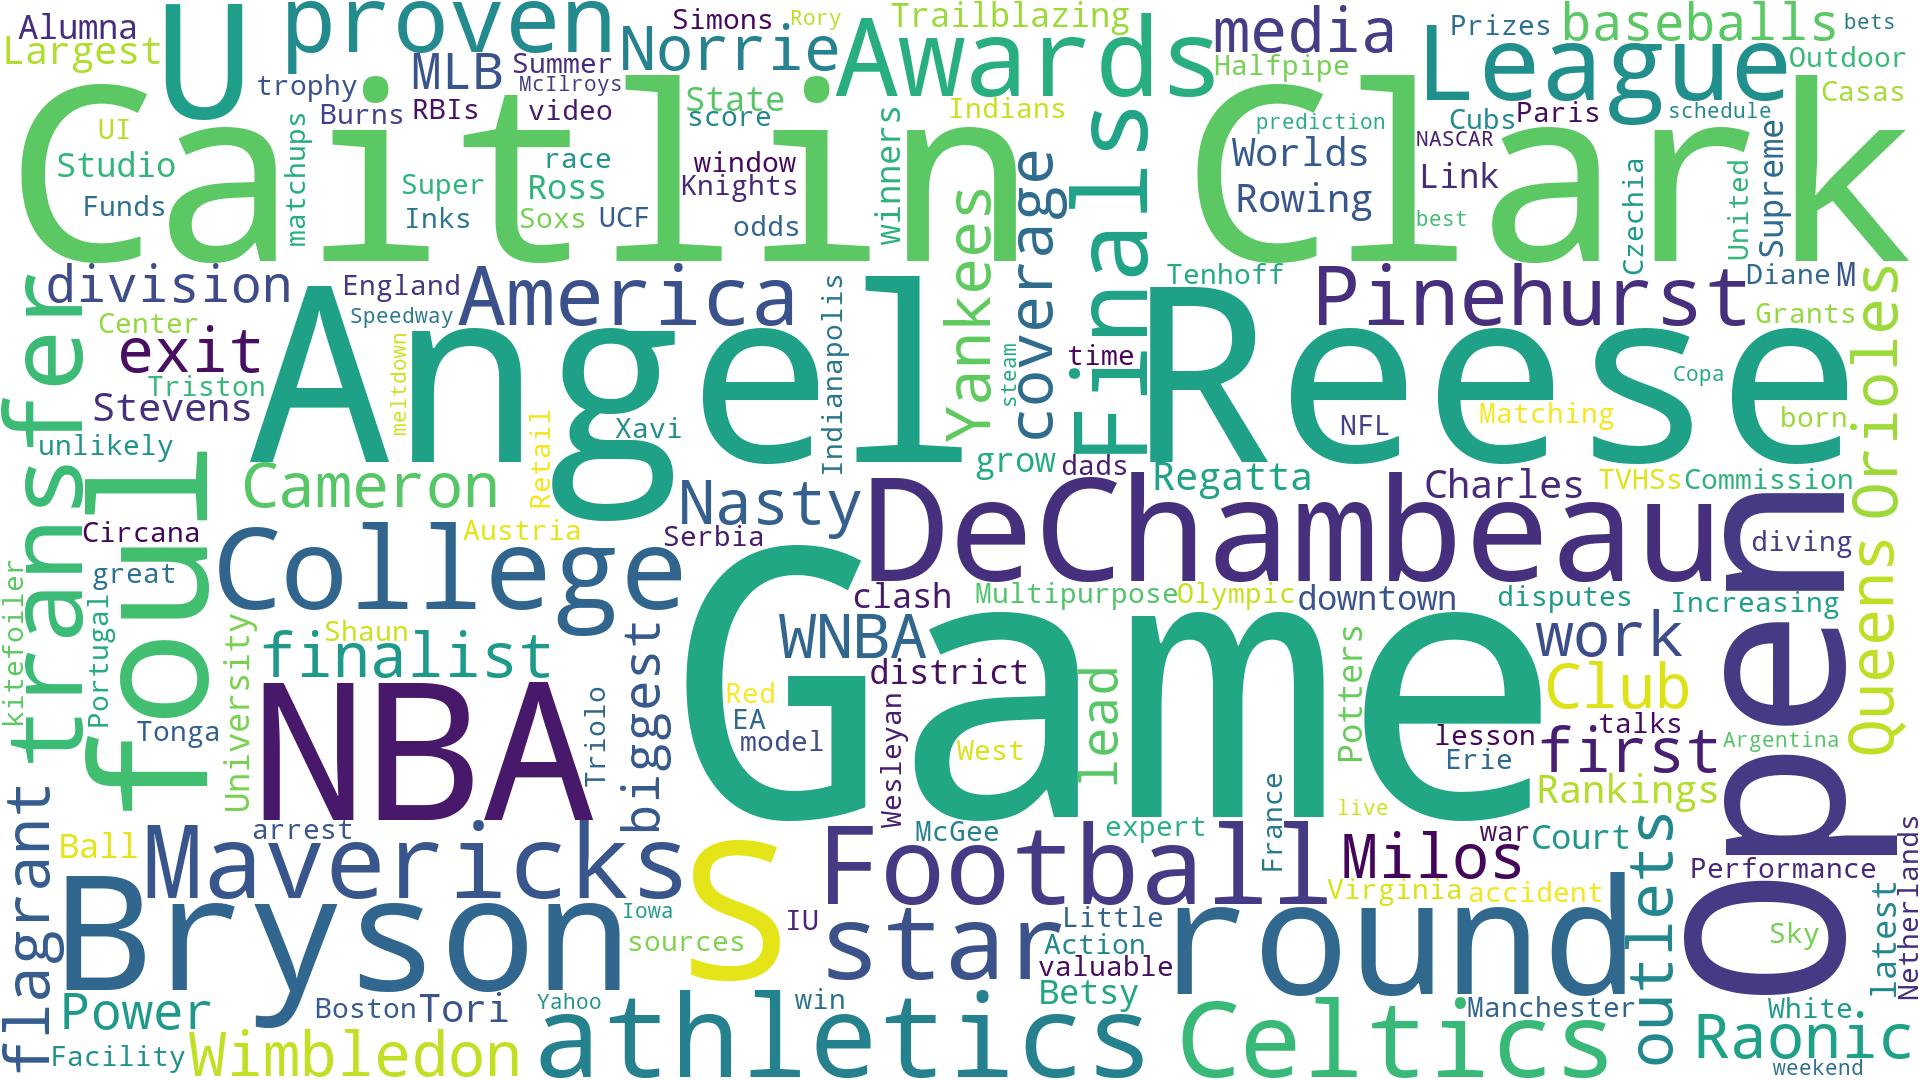 Alumna
U
proven
Simons
Rory
Trailblazing
Awards
media
League
Prizes
baseballs
bets
Largest
trophy
MLB
Summer
McIlroys
Norrie
Halfpipe
Outdoor
Caitlin
Clark
Burns
RBIs
video
State
score
Indians
prediction
Cubs
Paris
schedule
Casas
UI
Studio
Funds
matchups
Super
Inks
race
Ross
Soxs
UCF
window
Knights
odds
winners
Yankees
coverage
Finals
Worlds
Rowing
NASCAR
Link
best
Czechia
United
Supreme
division
England
Speedway
America
Indianapolis
Tenhoff
Pinehurst
Diane
M
Grants
Orioles
Center
exit
Triston
Stevens
unlikely
transfer
foul
Angel
Reese
meltdown
Xavi
Retail
steam
time
Copa
NFL
Matching
born
Cameron
grow
dads
Regatta
Charles
TVHSs
Commission
Nasty
DeChambeau
Open
Circana
great
College
Austria
Serbia
diving
Queens
kitefoiler
Portugal
University
Shaun
finalist
biggest
clash
Multipurpose
Olympic
downtown
disputes
Increasing
Game
WNBA
district
work
Club
Tonga
NBA
Triolo
Red
EA
model
Wesleyan
West
lead
Potters
lesson
talks
first
Erie
Argentina
Rankings
France
live
flagrant
Ball
arrest
Mavericks
S
McGee
expert
Football
Milos
war
Court
outlets
Performance
Netherlands
latest
Bryson
Iowa
sources
IU
star
Little
Action
valuable
round
Virginia
accident
Sky
Power
Boston
Tori
Yahoo
win
Betsy
Manchester
White
Facility
Wimbledon
athletics
Celtics
Raonic
weekend